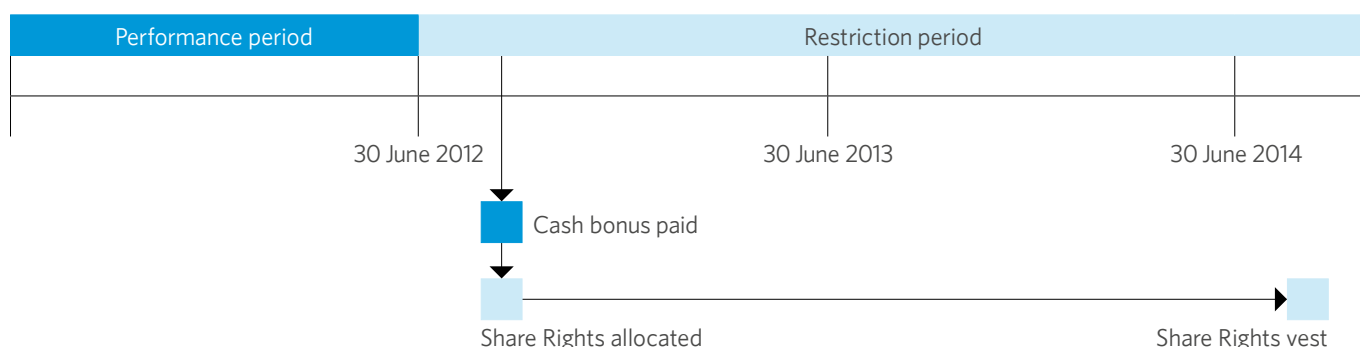 Performance period
Restriction period
30 June 2012
30 June 2013
30 June 2014
Cash bonus paid
Share Rights allocated
Share Rights vest